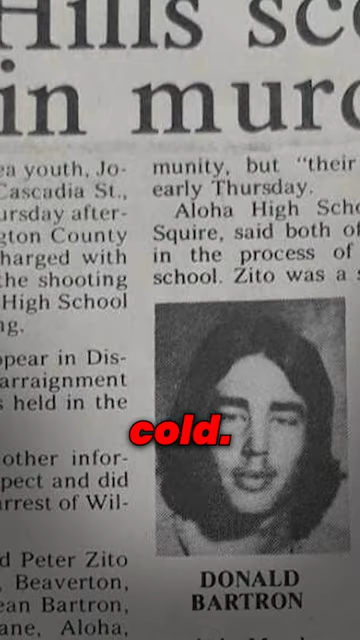 Hills sc
in murd
ea youth, Jo-
Cascadia St.,
ursday after-
gton County
harged with
the shooting
High School
ng.
ppear in Dis-
arraignment
s held in the
other infor-
pect and did
arrest of Wil-
d Peter Zito
, Beaverton,
ean Bartron,
ane, Aloha,
munity, but “their
early Thursday.
Aloha High Scho
Squire, said both of
in the process of
school. Zito was a s
cold.
DONALD
BARTRON